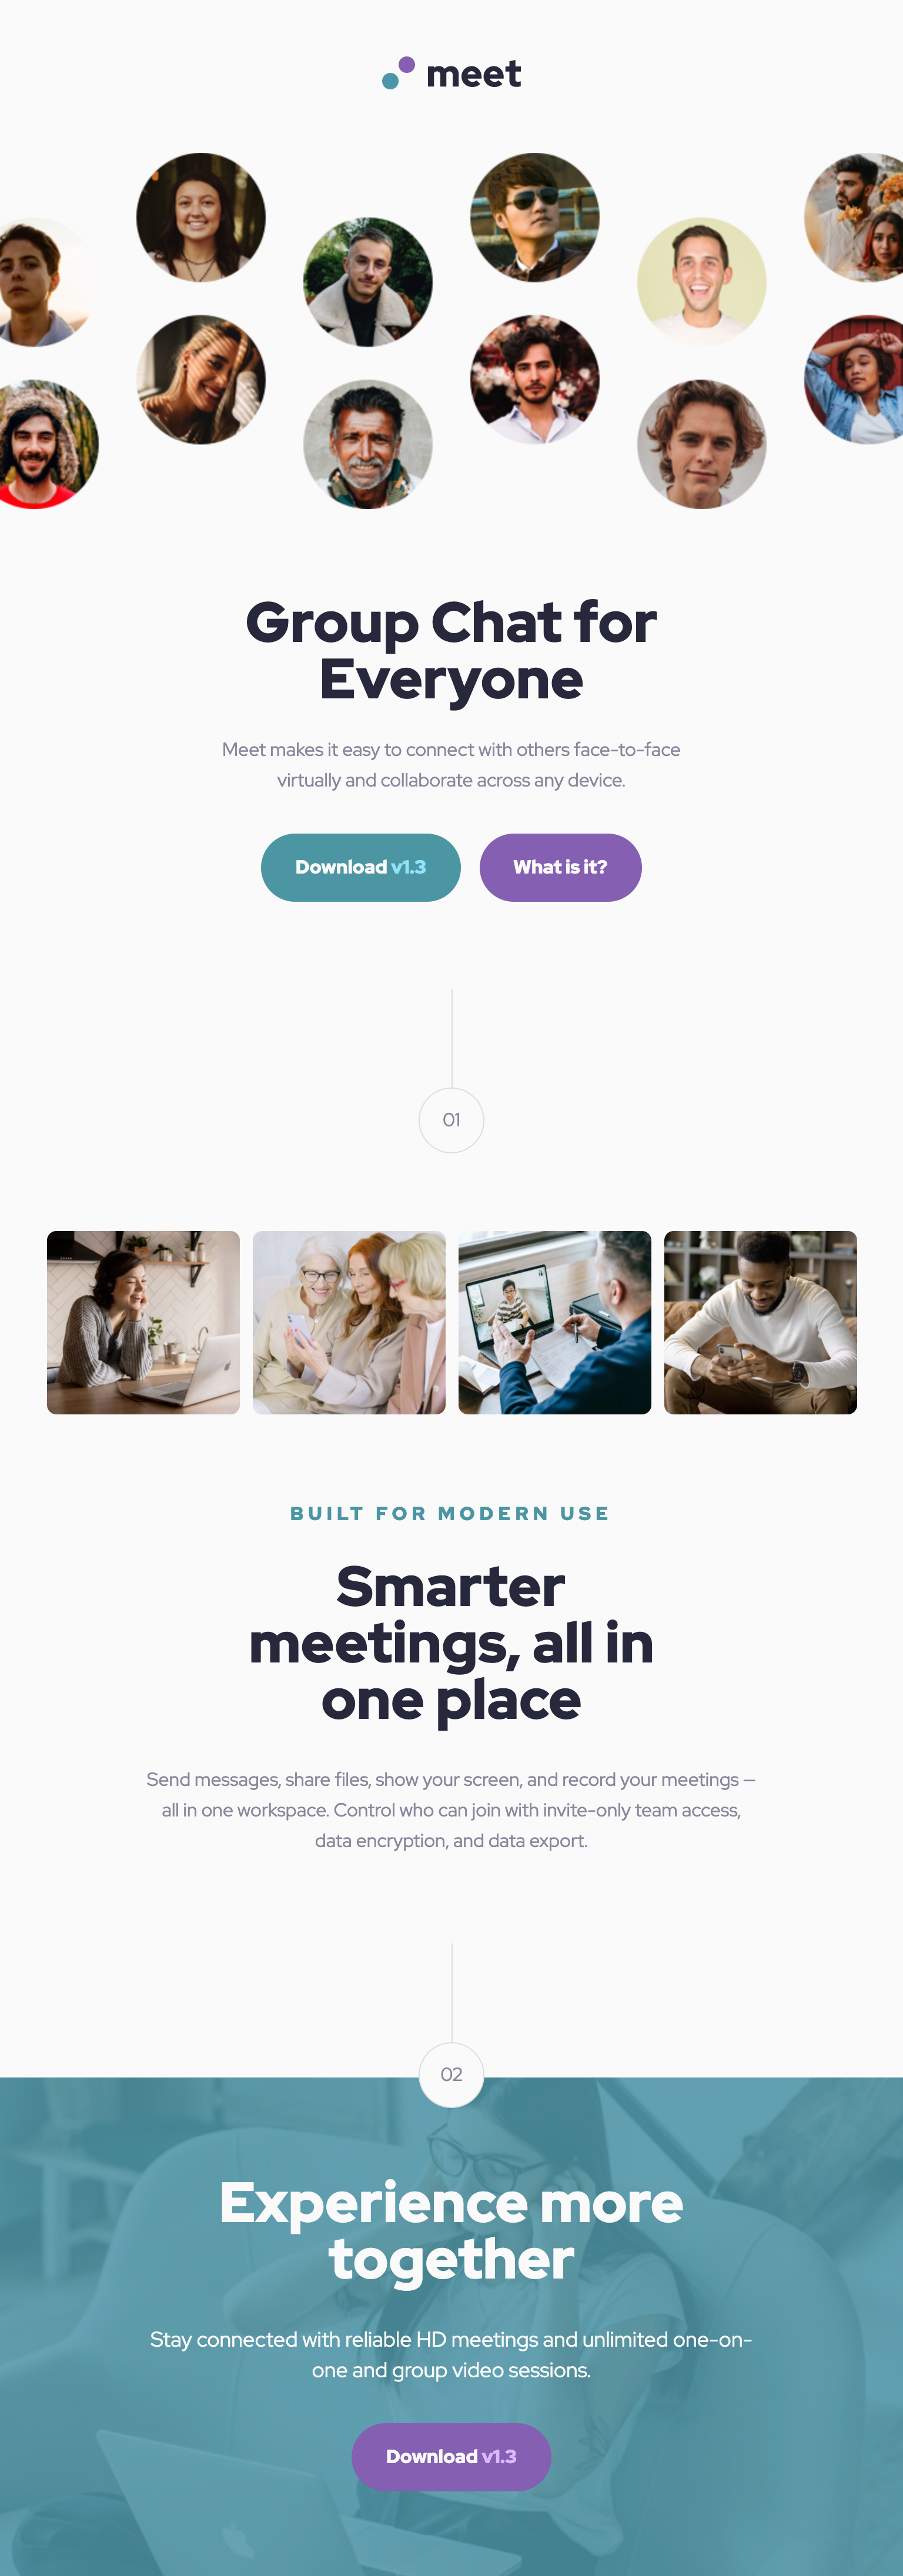 meet
Group Chat for
Everyone
Meet makes it easy to connect with others face-to-face
virtually and collaborate across any device.
Download v1.3
What is it?
01
BUILT FOR MODERN USE
Smarter
meetings, all in
one place
Send messages, share files, show your screen, and record your meetings —
all in one workspace. Control who can join with invite-only team access,
data encryption, and data export.
02
Experience more
together
Stay connected with reliable HD meetings and unlimited one-on-
one and group video sessions.
Download v1.3